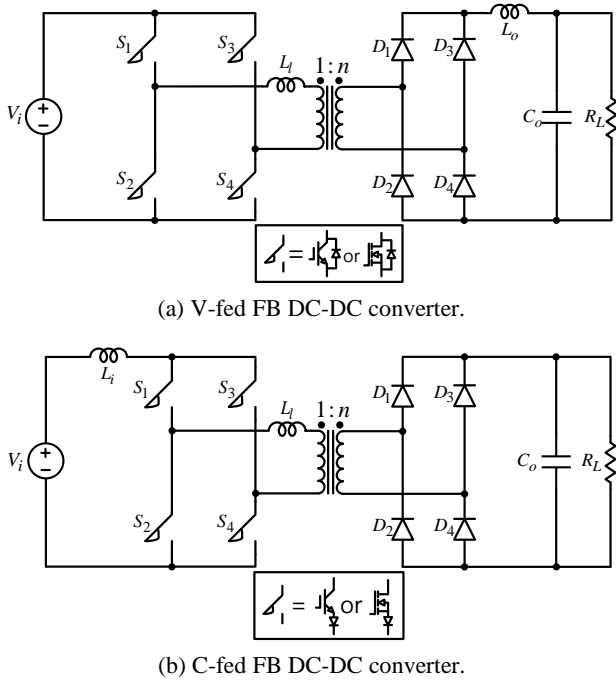 S1 S3 Ll 1:n D1 D3 Lo
Vi + − Co RL
S2 S4 D2 D4
= or
(a) V-fed FB DC-DC converter.
Li S1 S3 Ll 1:n D1 D3
Vi + − Co RL
S2 S4 D2 D4
= or
(b) C-fed FB DC-DC converter.